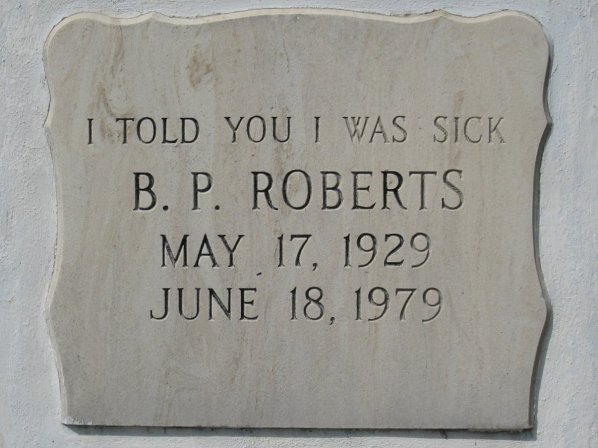 I TOLD YOU I WAS SICK
B. P. ROBERTS
MAY 17, 1929
JUNE 18, 1979